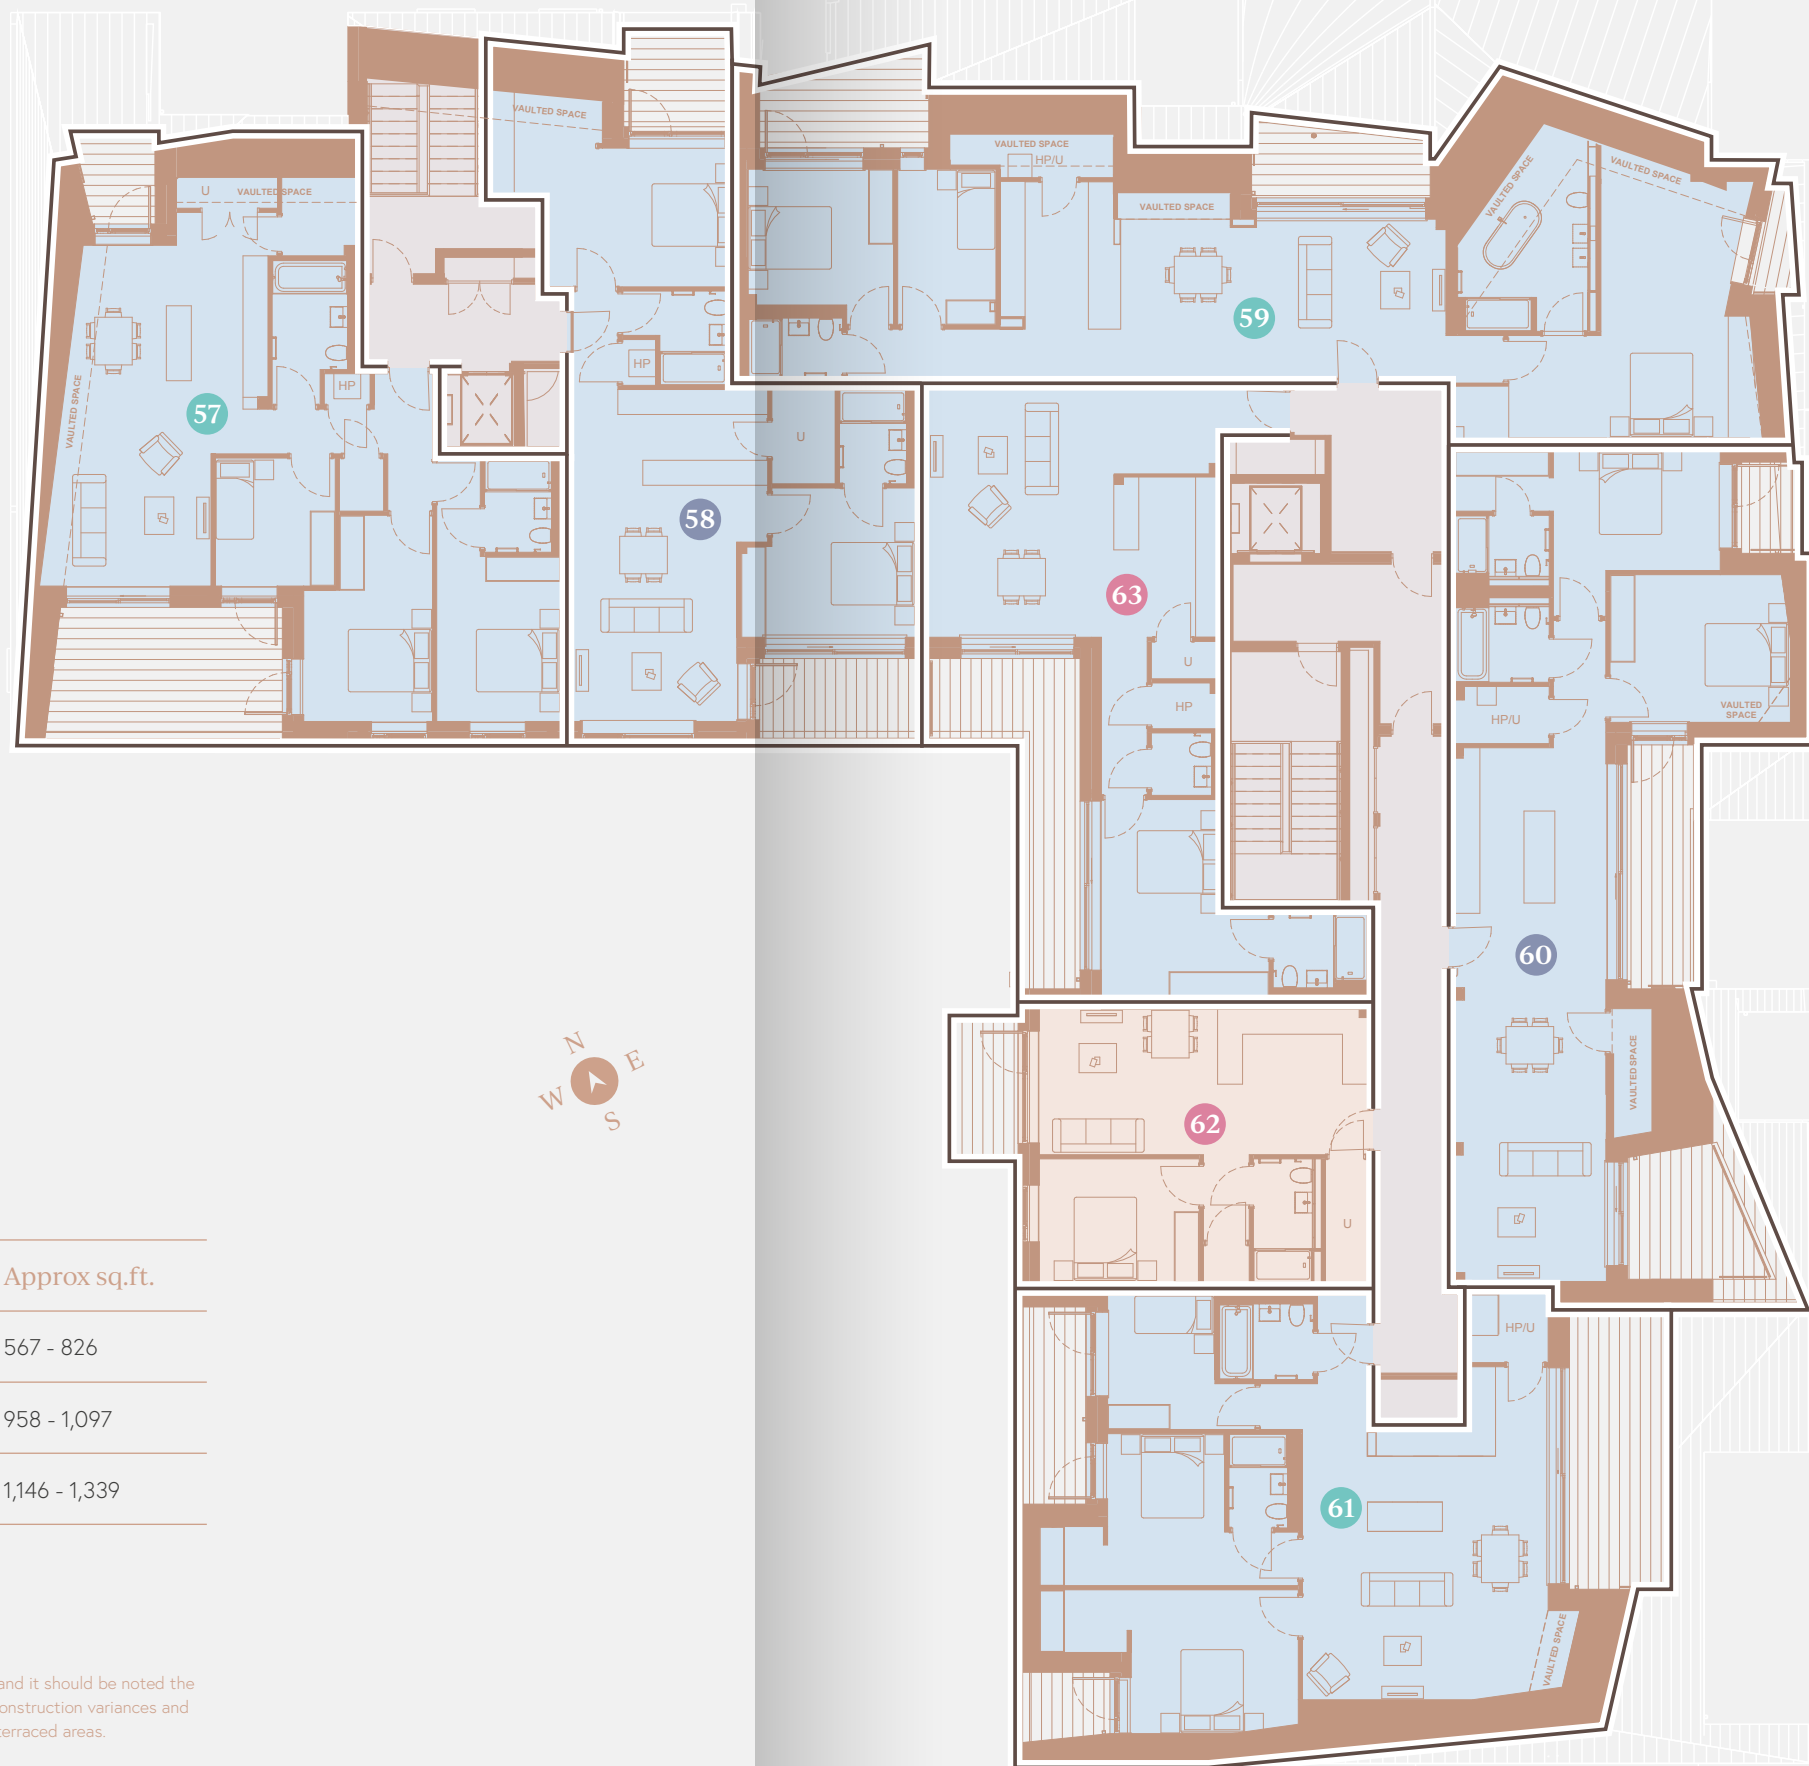 VAULTED SPACE
VAULTED SPACE
HP/U
VAULTED SPACE
VAULTED SPACE
VAULTED SPACE
U
VAULTED SPACE
59
HP
HP
VAULTED SPACE
57
U
58
63
U
HP
HP/U
VAULTED
SPACE
60
N
E
W
S
VAULTED SPACE
62
U
Approx sq.ft.
567 - 826
958 - 1,097
1,146 - 1,339
HP/U
61
VAULTED SPACE
and it should be noted the
onstruction variances and
erraced areas.